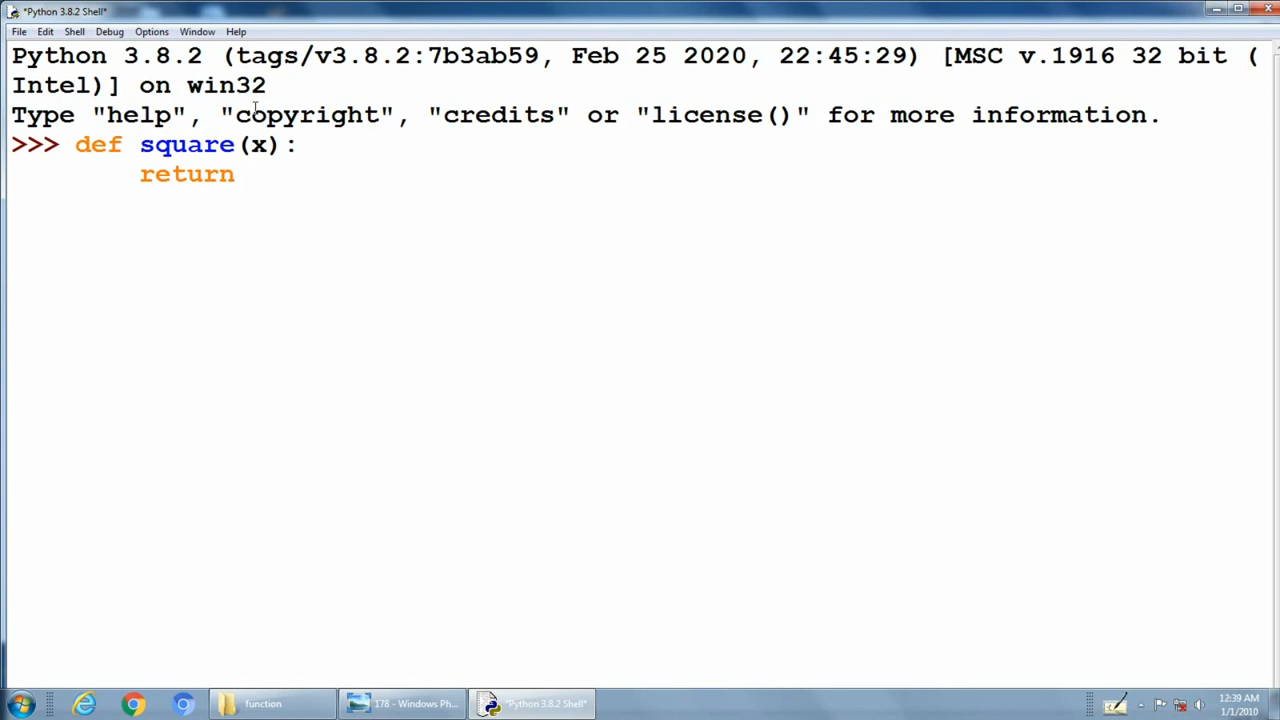 *Python 3.8.2 Shell*
File Edit Shell Debug Options Window Help
Python 3.8.2 (tags/v3.8.2:7b3ab59, Feb 25 2020, 22:45:29) [MSC v.1916 32 bit (
Intel)] on win32
Type "help", "copyright", "credits" or "license()" for more information.
>>> def square(x):
return
function
178 - Windows Ph...
*Python 3.8.2 Shell*
12:39 AM
1/1/2010